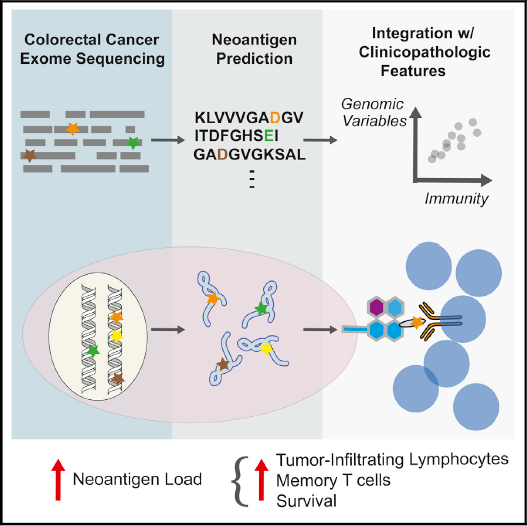 Colorectal Cancer
Exome Sequencing
Neoantigen
Prediction
Integration w/
Clinicopathologic
Features
KLVVVGADGV
ITDFGHSEI
GADGVGKSAL
Genomic
Variables
Immunity
Neoantigen Load
Tumor-Infiltrating Lymphocytes
Memory T cells
Survival